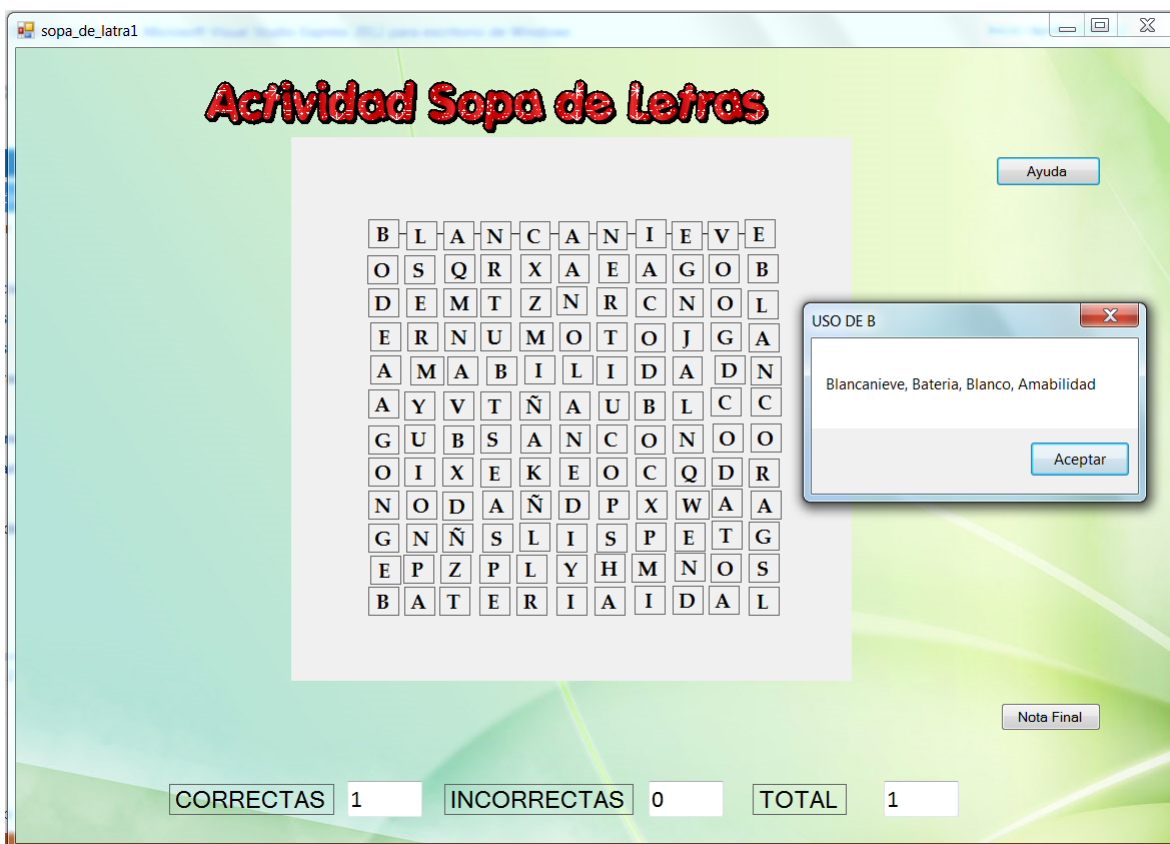 sopa_de_latra1
Actividad Sopa de Letras
Ayuda
B L A N C A N I E V E
O S Q R X A E A G O B
D E M T Z N R C N O L
E R N U M O T O J G A
A M A B I L I D A D N
A Y V T Ñ A U B L C C
G U B S A N C O N O O
O I X E K E O C Q D R
N O D A Ñ D P X W A A
G N Ñ S L I S P E T G
E P Z P L Y H M N O S
B A T E R I A I D A L
USO DE B
Blancanieve, Bateria, Blanco, Amabilidad
Aceptar
Nota Final
CORRECTAS 1 INCORRECTAS 0 TOTAL 1